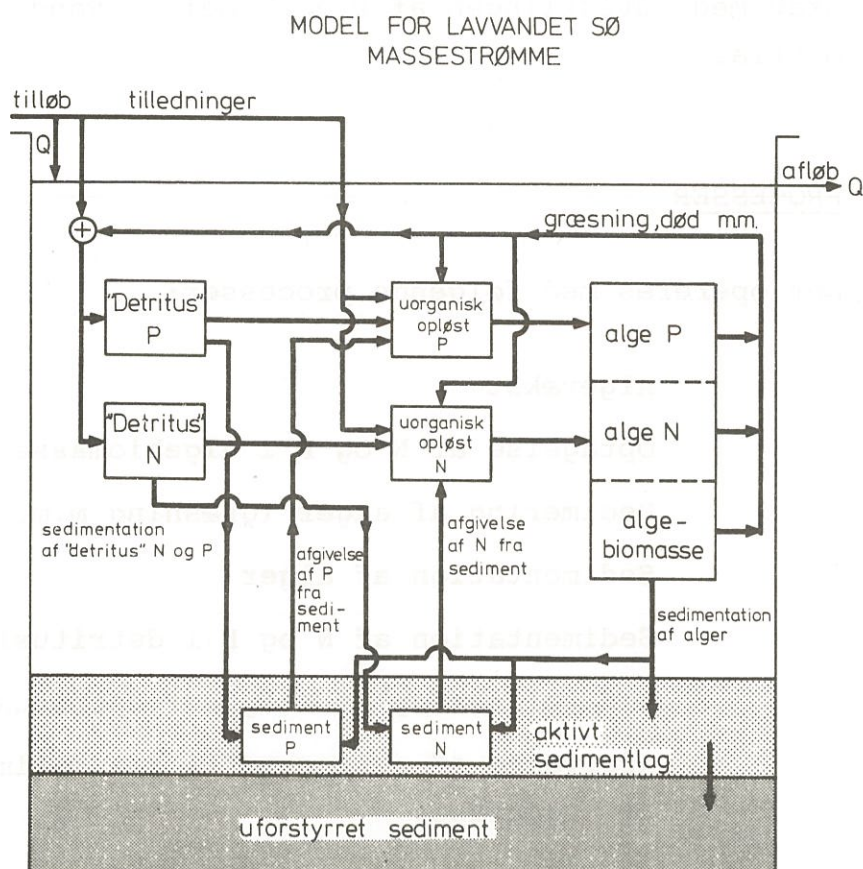 MODEL FOR LAVVANDET SØ
MASSESTRØMME
tilløb
tilledninger
Q
afløb
Q
græsning, død mm.
+
"Detritus"
P
uorganisk
opløst
P
alge P
"Detritus"
N
uorganisk
opløst
N
alge N
alge-
biomasse
sedimentation
af "detritus" N og P
afgivelse
af P
fra
sedi-
ment
afgivelse
af N fra
sediment
sedimentation
af alger
sediment
P
sediment
N
aktivt
sedimentlag
uforstyrret sediment